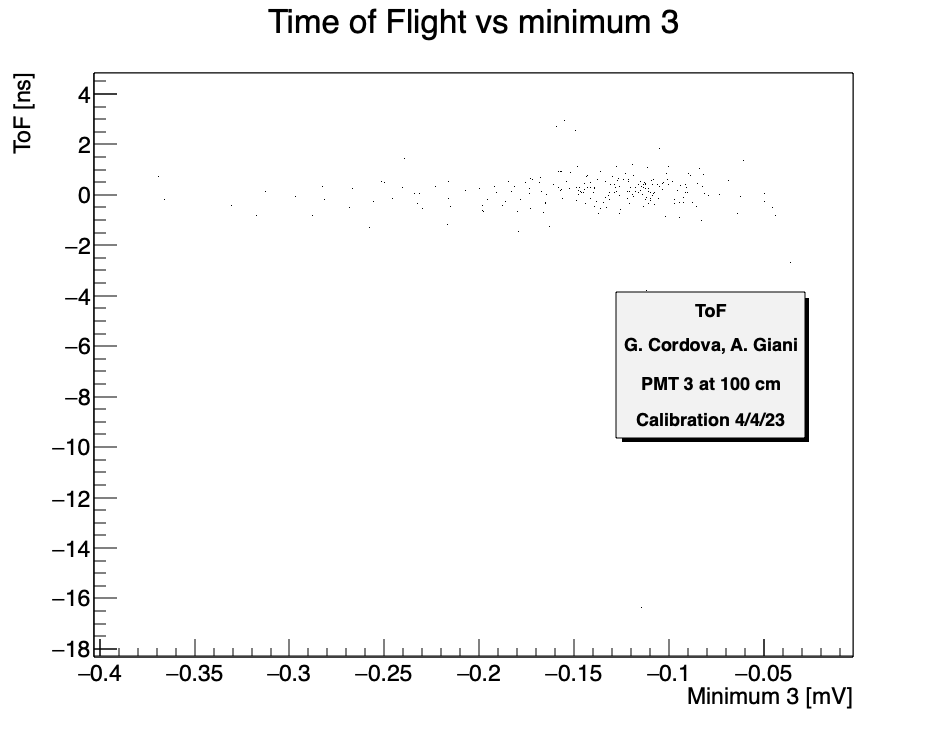 Time of Flight vs minimum 3
ToF [ns]
4
2
0
−2
−4
−6
−8
−10
−12
−14
−16
−18
ToF
G. Cordova, A. Giani
PMT 3 at 100 cm
Calibration 4/4/23
−0.4 −0.35 −0.3 −0.25 −0.2 −0.15 −0.1 −0.05
Minimum 3 [mV]